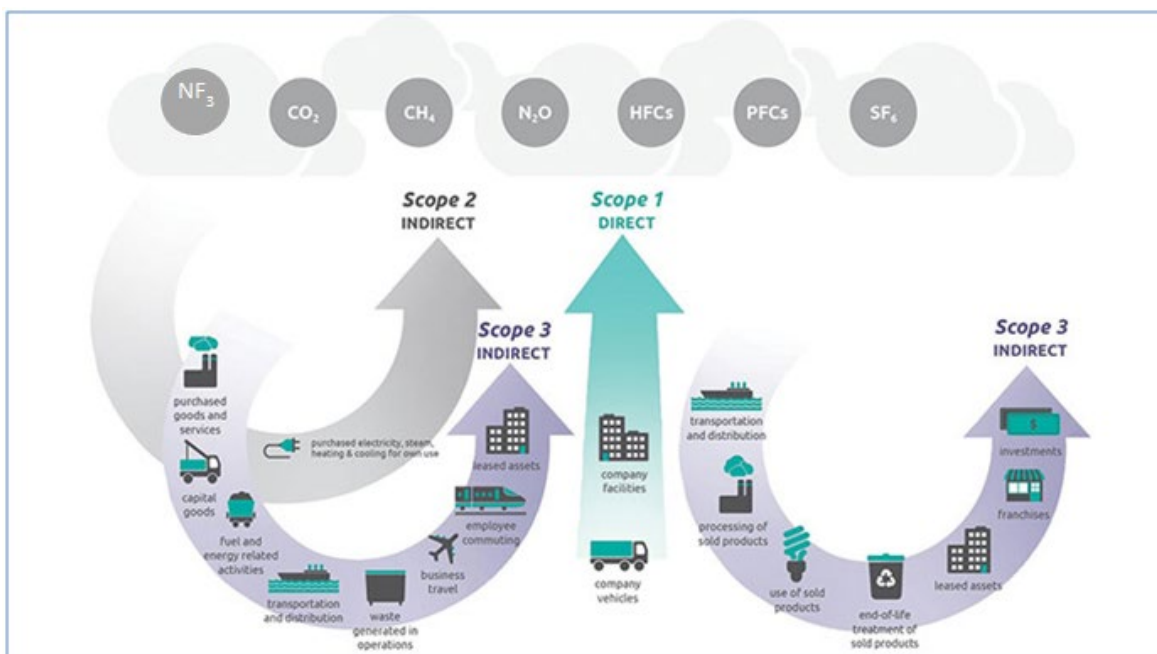 NF₃
CO₂
CH₄
N₂O
HFCs
PFCs
SF₆
Scope 2
INDIRECT
Scope 1
DIRECT
Scope 3
INDIRECT
Scope 3
INDIRECT
purchased
goods and
services
capital
goods
fuel and
energy related
activities
transportation
and distribution
waste
generated in
operations
business
travel
employee
commuting
leased assets
purchased electricity, steam,
heating & cooling for own use
company
facilities
company
vehicles
transportation
and distribution
processing of
sold products
use of sold
products
end-of-life
treatment of
sold products
leased assets
franchises
$
investments